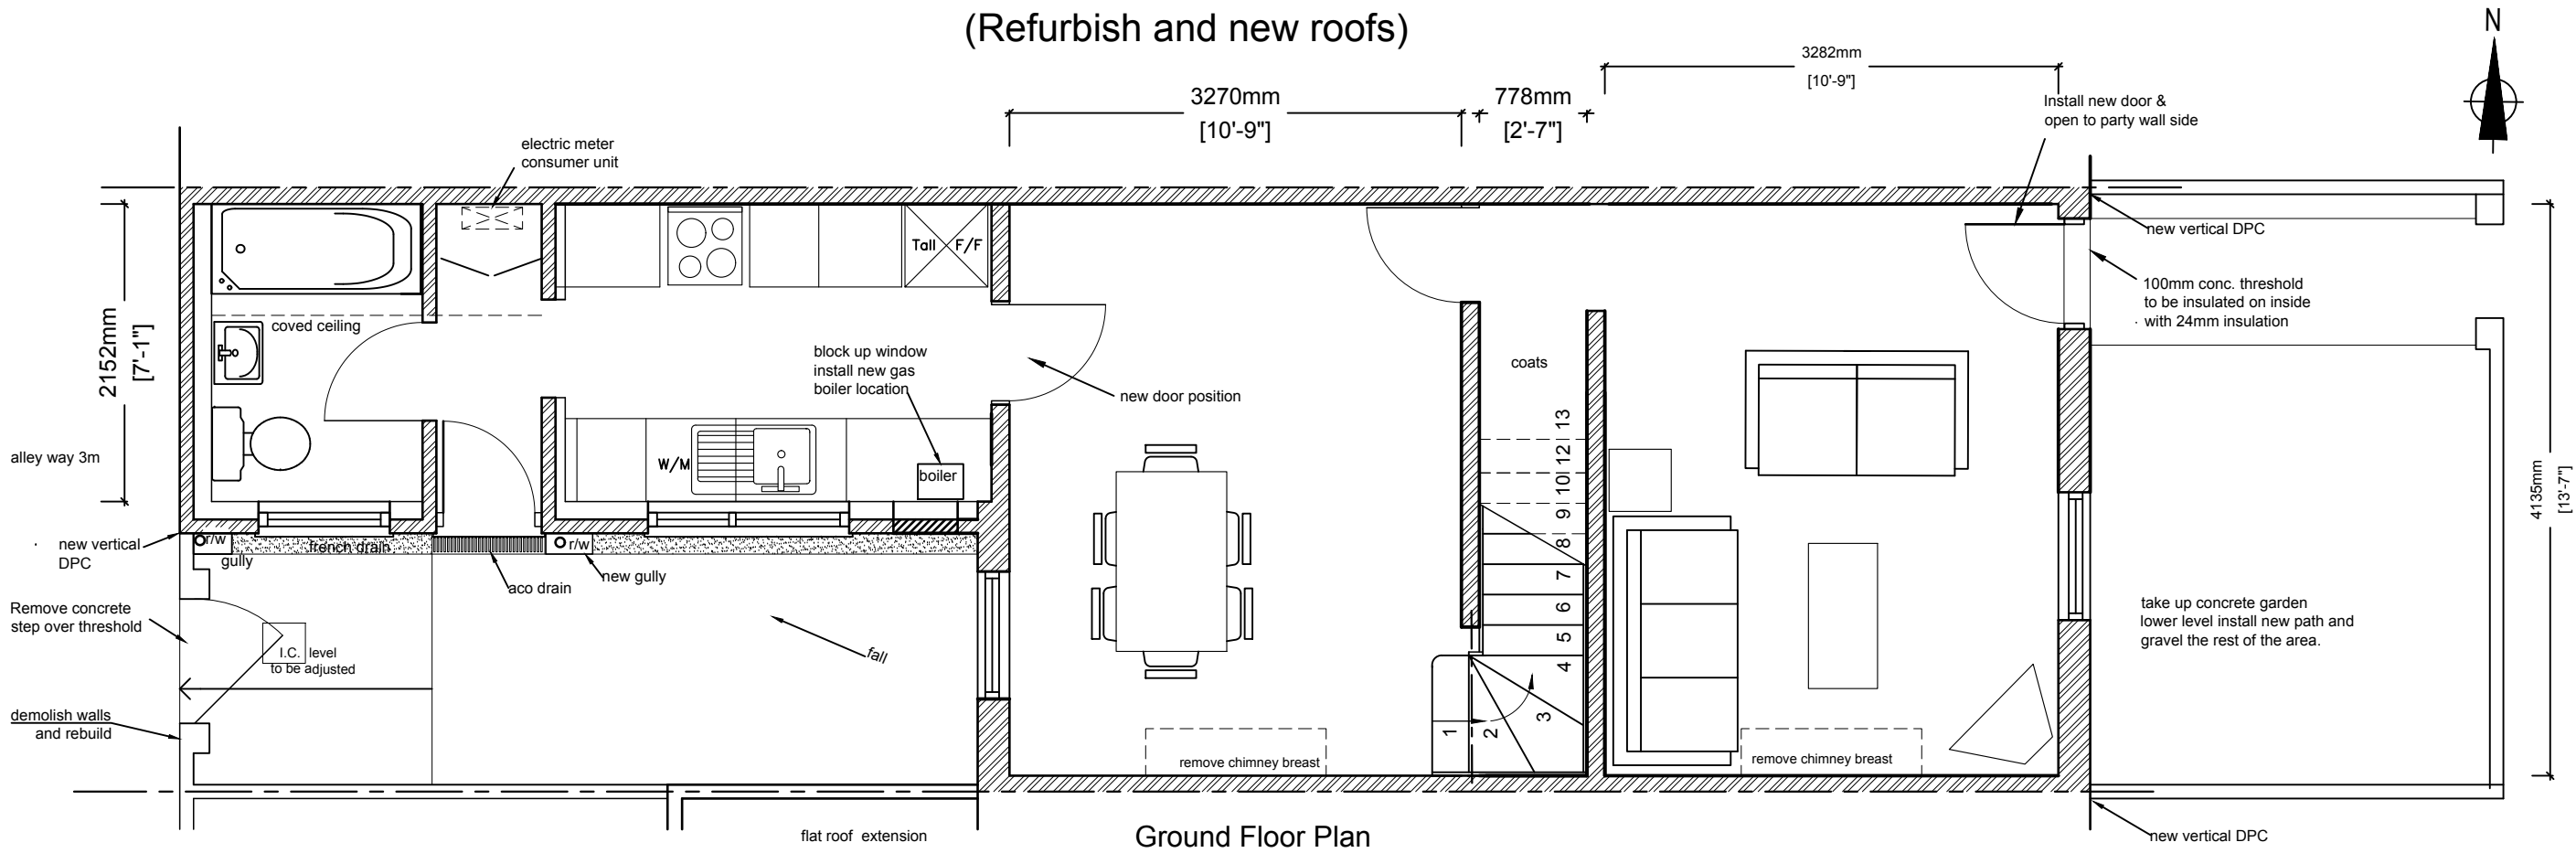 (Refurbish and new roofs)
N
3282mm
[10'-9"]
3270mm
[10'-9"]
778mm
[2'-7"]
Install new door &
open to party wall side
electric meter
consumer unit
new vertical DPC
Tall F/F
100mm conc. threshold
to be insulated on inside
with 24mm insulation
coved ceiling
2152mm
[7'-1"]
block up window
install new gas
boiler location
coats
new door position
alley way 3m
W/M
boiler
4135mm
[13'-7"]
13
12
10
9
8
7
6
5
4
3
2
1
new vertical
DPC
r/w
french drain
r/w
gully
aco drain
new gully
Remove concrete
step over threshold
I.C. level
to be adjusted
fall
take up concrete garden
lower level install new path and
gravel the rest of the area.
demolish walls
and rebuild
remove chimney breast
remove chimney breast
flat roof extension
Ground Floor Plan
new vertical DPC